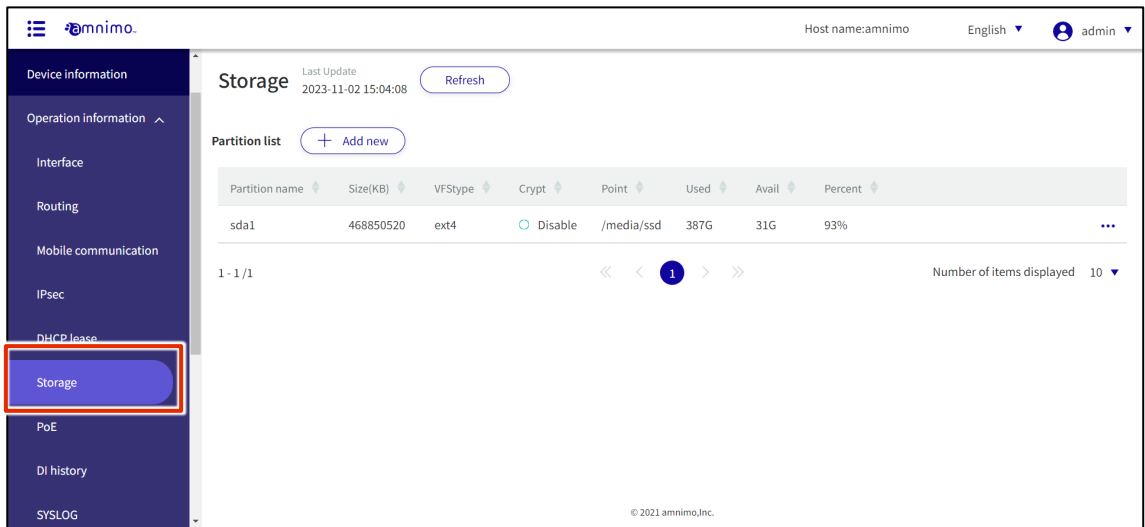 amnimo
Host name:amnimo
English
admin
Device information
Operation information
Interface
Routing
Mobile communication
IPsec
DHCP lease
Storage
PoE
DI history
SYSLOG
Storage
Last Update
2023-11-02 15:04:08
Refresh
Partition list
+ Add new
Partition name Size(KB) VFStype Crypt Point Used Avail Percent
sda1 468850520 ext4 Disable /media/ssd 387G 31G 93% •••
1 - 1 /1
« < 1 > »
Number of items displayed 10
© 2021 amnimo,Inc.